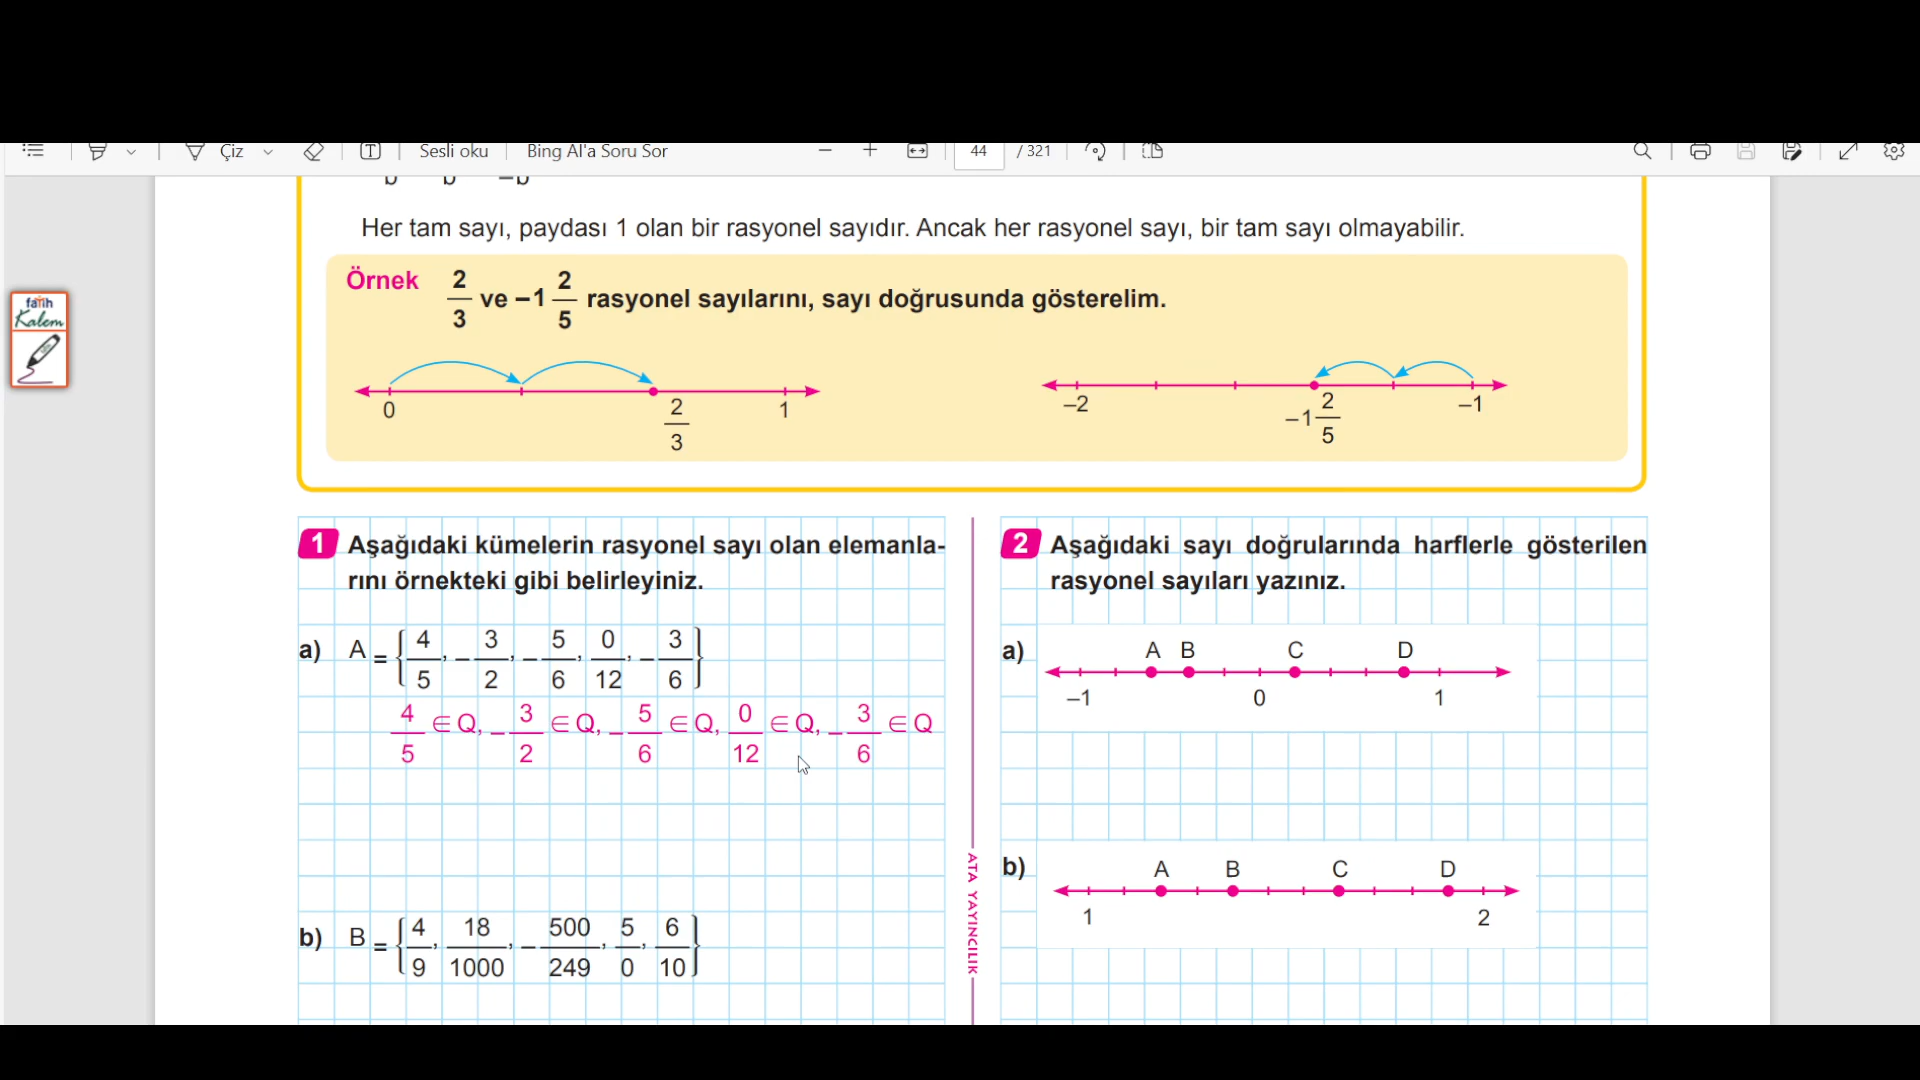 Çiz
Sesli oku
Bing AI'a Soru Sor
44 / 321
Her tam sayı, paydası 1 olan bir rasyonel sayıdır. Ancak her rasyonel sayı, bir tam sayı olmayabilir.
Örnek 2/3 ve –1 2/5 rasyonel sayılarını, sayı doğrusunda gösterelim.
0 2/3 1
–2 –1 2/5 –1
fatih
Kalem
1 Aşağıdaki kümelerin rasyonel sayı olan elemanla-
rını örnekteki gibi belirleyiniz.
a) A = {4/5, –3/2, –5/6, 0/12, –3/6}
4/5 ∈ Q, –3/2 ∈ Q, –5/6 ∈ Q, 0/12 ∈ Q, –3/6 ∈ Q
b) B = {4/9, 18/1000, –500/249, 5/0, 6/10}
ATA YAYINCILIK
2 Aşağıdaki sayı doğrularında harflerle gösterilen
rasyonel sayıları yazınız.
a) A B C D
–1 0 1
b) A B C D
1 2